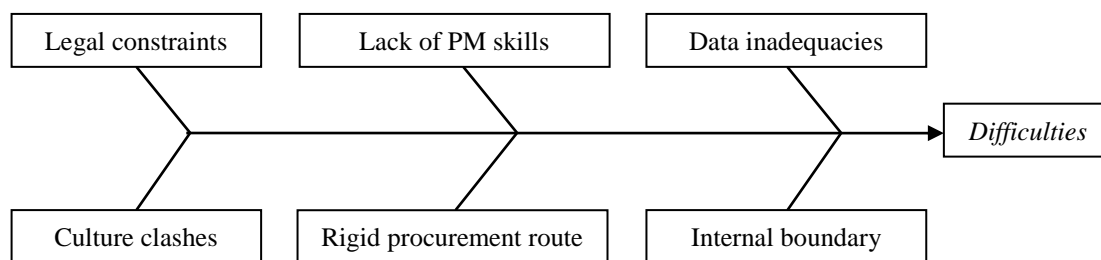 Legal constraints
Lack of PM skills
Data inadequacies
Difficulties
Culture clashes
Rigid procurement route
Internal boundary